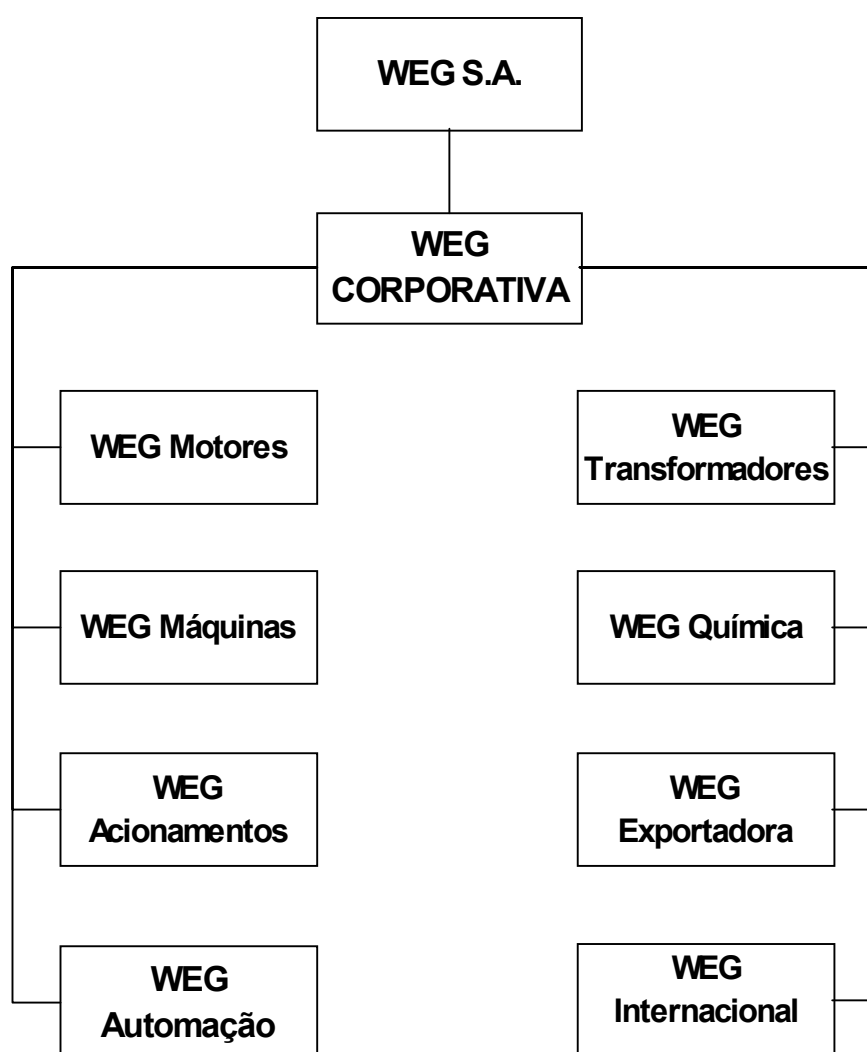 WEG S.A.
WEG
CORPORATIVA
WEG Motores
WEG
Transformadores
WEG Máquinas
WEG Química
WEG
Acionamentos
WEG
Exportadora
WEG
Automação
WEG
Internacional